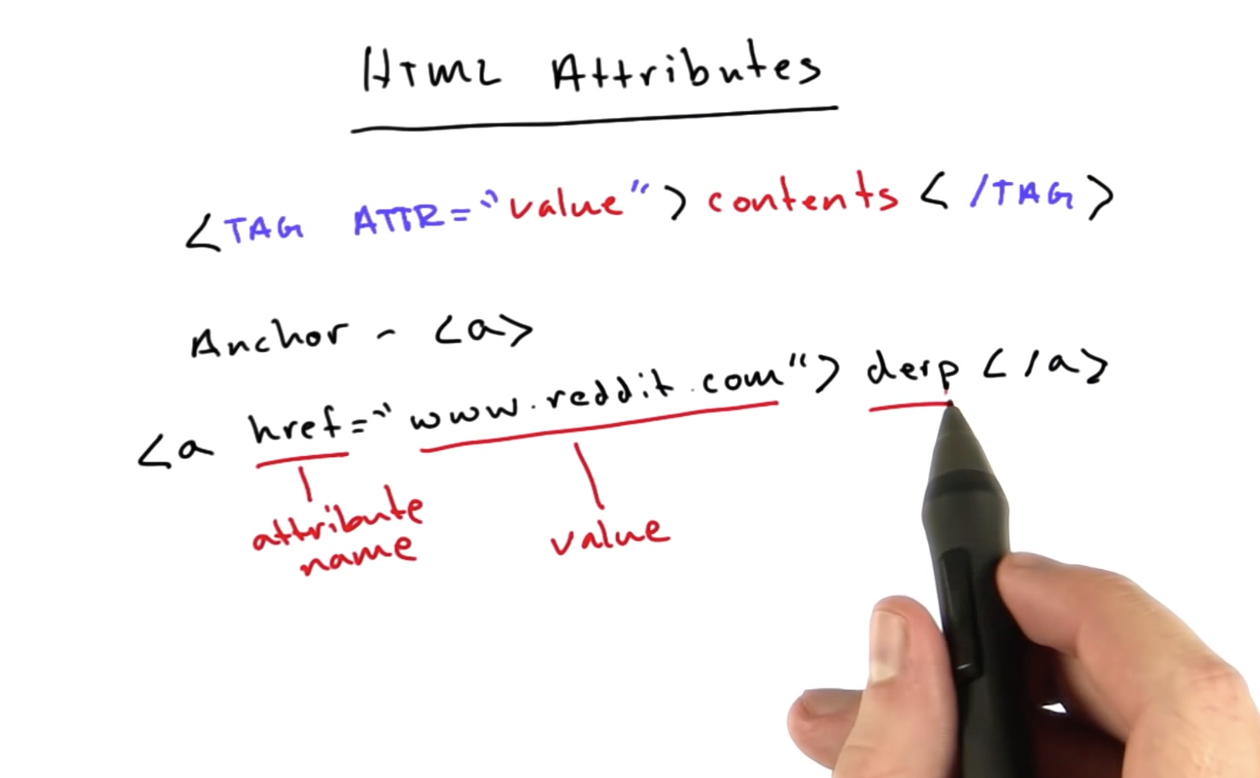 HTML Attributes
<TAG ATTR="value">contents</TAG>
Anchor - <a>
<a href="www.reddit.com">derp</a>
attribute
name
value